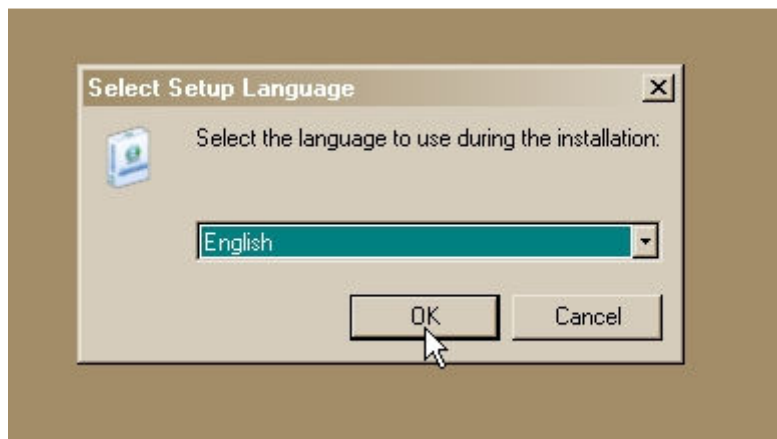 Select Setup Language
Select the language to use during the installation:
English
OK
Cancel